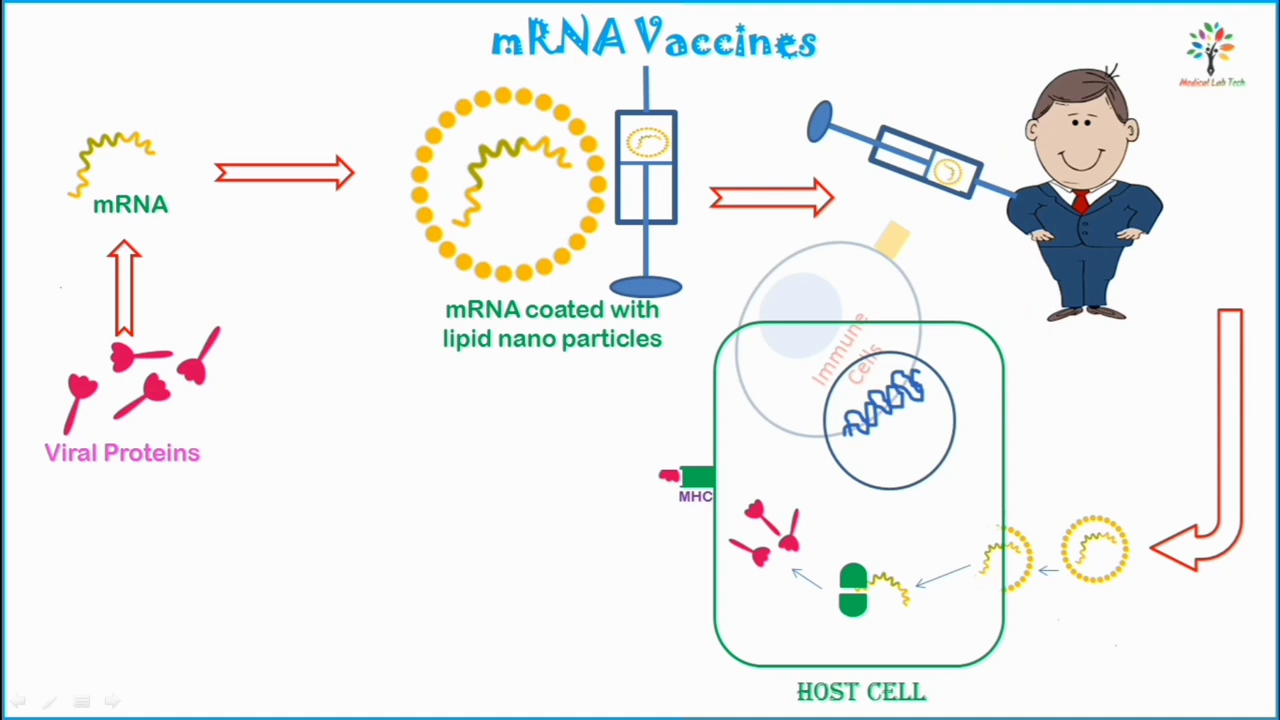 mRNA Vaccines
Medical Lab Tech
mRNA
mRNA coated with
lipid nano particles
Immune
Cells
Viral Proteins
MHC
HOST CELL